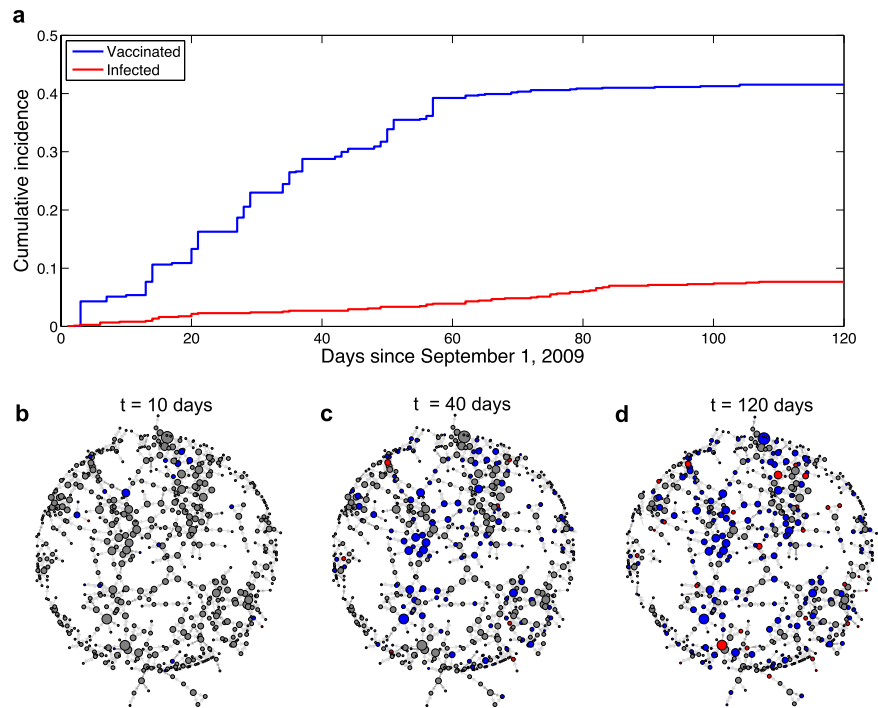 a
0.5
0.4
0.3
0.2
0.1
0
Cumulative incidence
Vaccinated
Infected
0 20 40 60 80 100 120
Days since September 1, 2009
b t = 10 days
c t = 40 days
d t = 120 days